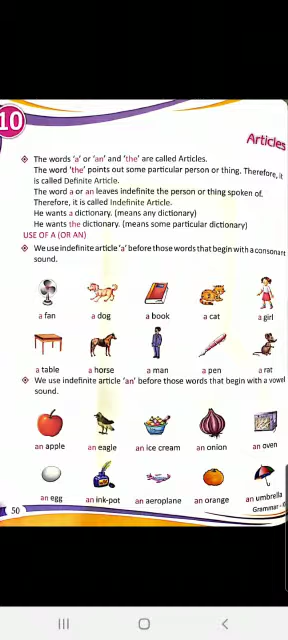 10
Articles
The words 'a' or 'an' and 'the' are called Articles.
The word 'the' points out some particular person or thing. Therefore, it
is called Definite Article.
The word a or an leaves indefinite the person or thing spoken of.
Therefore, it is called Indefinite Article.
He wants a dictionary. (means any dictionary)
He wants the dictionary. (means some particular dictionary)
USE OF A (OR AN)
We use indefinite article 'a' before those words that begin with a consonant
sound.
a fan a dog a book a cat a girl
a table a horse a man a pen a rat
We use indefinite article 'an' before those words that begin with a vowel
sound.
an apple an eagle an ice cream an onion an oven
an egg an ink-pot an aeroplane an orange an umbrella
50
Grammar -